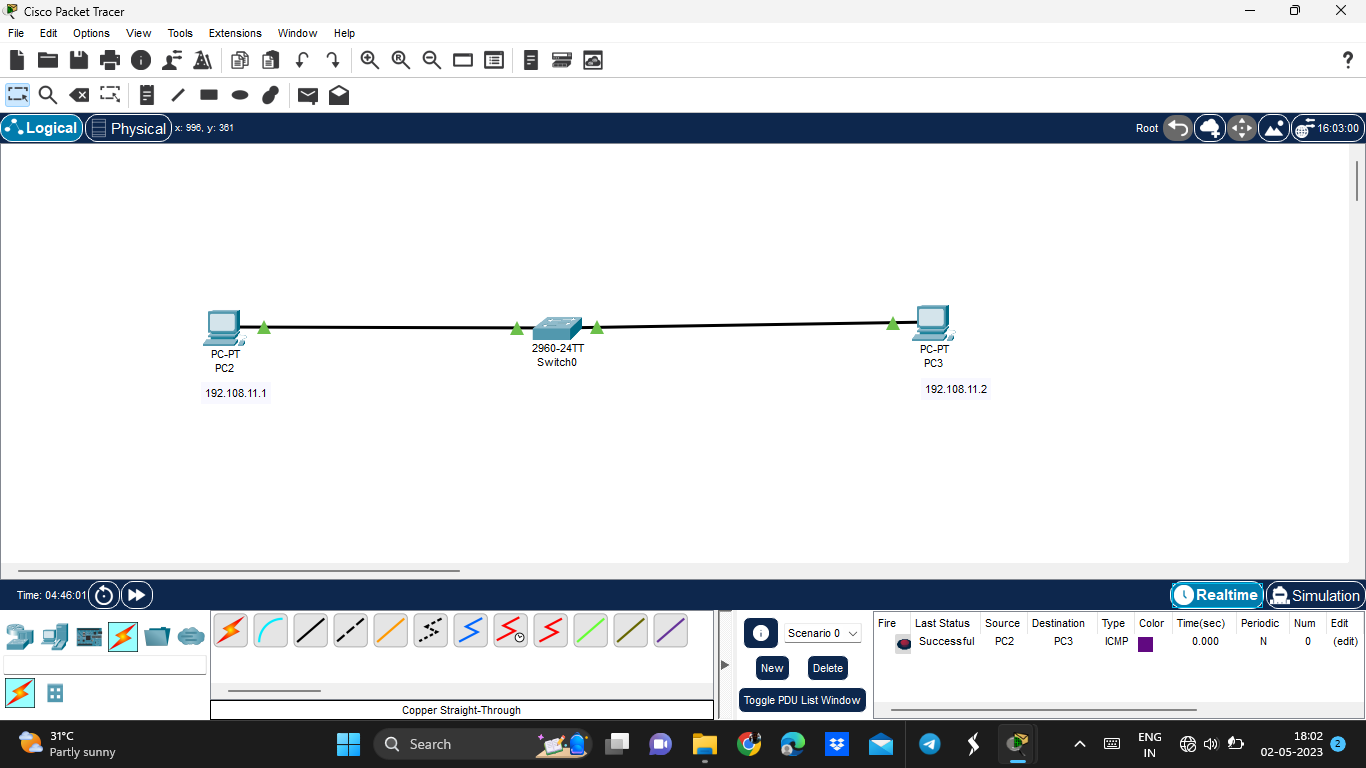 Cisco Packet Tracer
File Edit Options View Tools Extensions Window Help
Logical Physical x: 996, y: 361 Root 16:03:00
PC-PT
PC2
192.108.11.1
2960-24TT
Switch0
PC-PT
PC3
192.108.11.2
Time: 04:46:01 Realtime Simulation
Scenario 0
New Delete
Toggle PDU List Window
Fire Last Status Source Destination Type Color Time(sec) Periodic Num Edit
Successful PC2 PC3 ICMP 0.000 N 0 (edit)
Copper Straight-Through
31°C
Partly sunny
Search
ENG
IN
18:02
02-05-2023
2